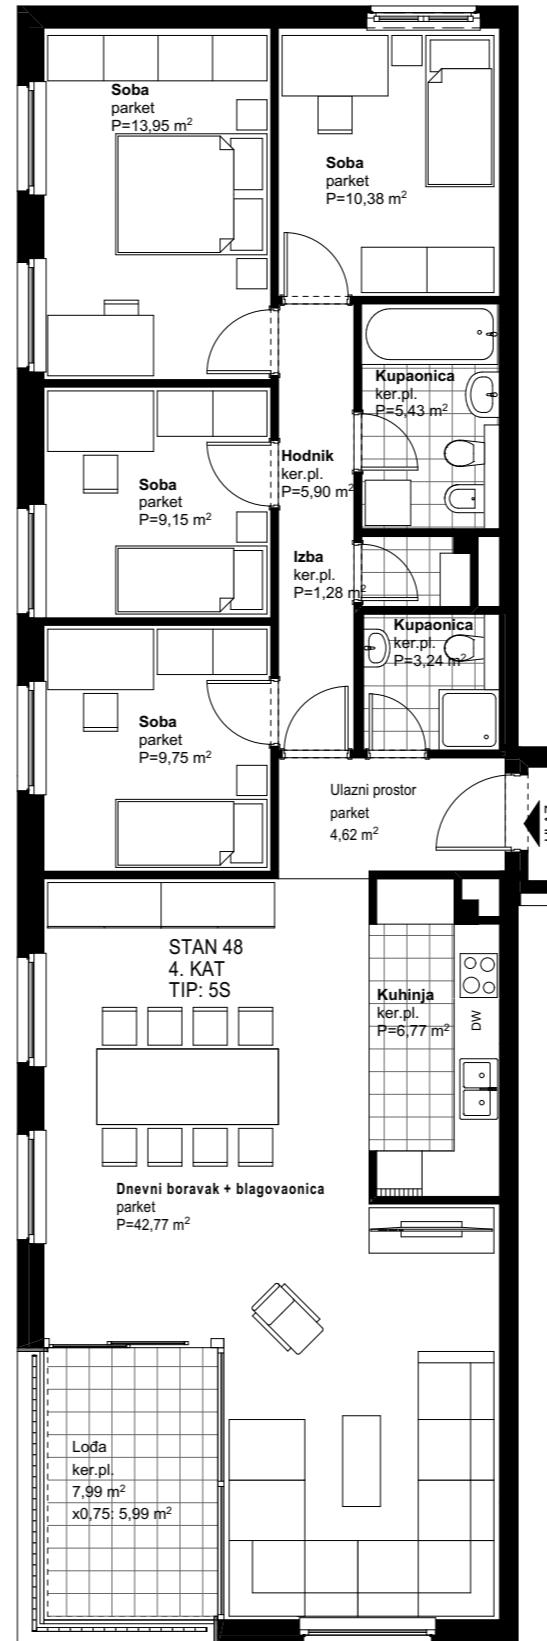 Soba
parket
P=13,95 m²
Soba
parket
P=10,38 m²
Kupaonica
ker.pl.
P=5,43 m²
Hodnik
ker.pl.
P=5,90 m²
Soba
parket
P=9,15 m²
Izba
ker.pl.
P=1,28 m²
Kupaonica
ker.pl.
P=3,24 m²
Soba
parket
P=9,75 m²
Ulazni prostor
parket
4,62 m²
STAN 48
4. KAT
TIP: 5S
Kuhinja
ker.pl.
P=6,77 m²
DW
Dnevni boravak + blagovaonica
parket
P=42,77 m²
Lođa
ker.pl.
7,99 m²
x0,75: 5,99 m²